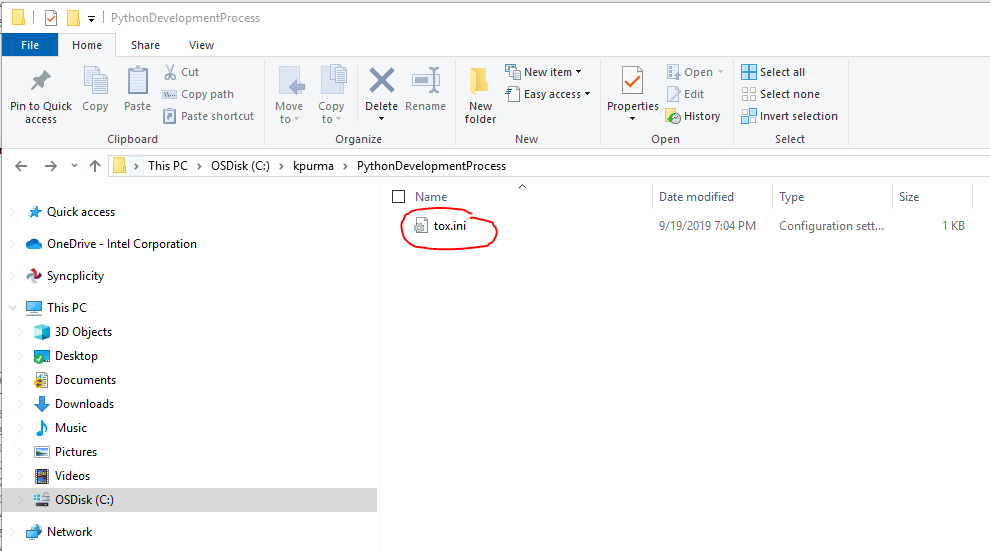 PythonDevelopmentProcess
File Home Share View
Pin to Quick access
Copy
Paste
Cut
Copy path
Paste shortcut
Clipboard
Move to
Copy to
Delete
Rename
Organize
New folder
New item
Easy access
New
Properties
Open
Edit
History
Open
Select all
Select none
Invert selection
Select
This PC > OSDisk (C:) > kpurma > PythonDevelopmentProcess
Name Date modified Type Size
tox.ini 9/19/2019 7:04 PM Configuration sett... 1 KB
Quick access
OneDrive - Intel Corporation
Syncplicity
This PC
3D Objects
Desktop
Documents
Downloads
Music
Pictures
Videos
OSDisk (C:)
Network